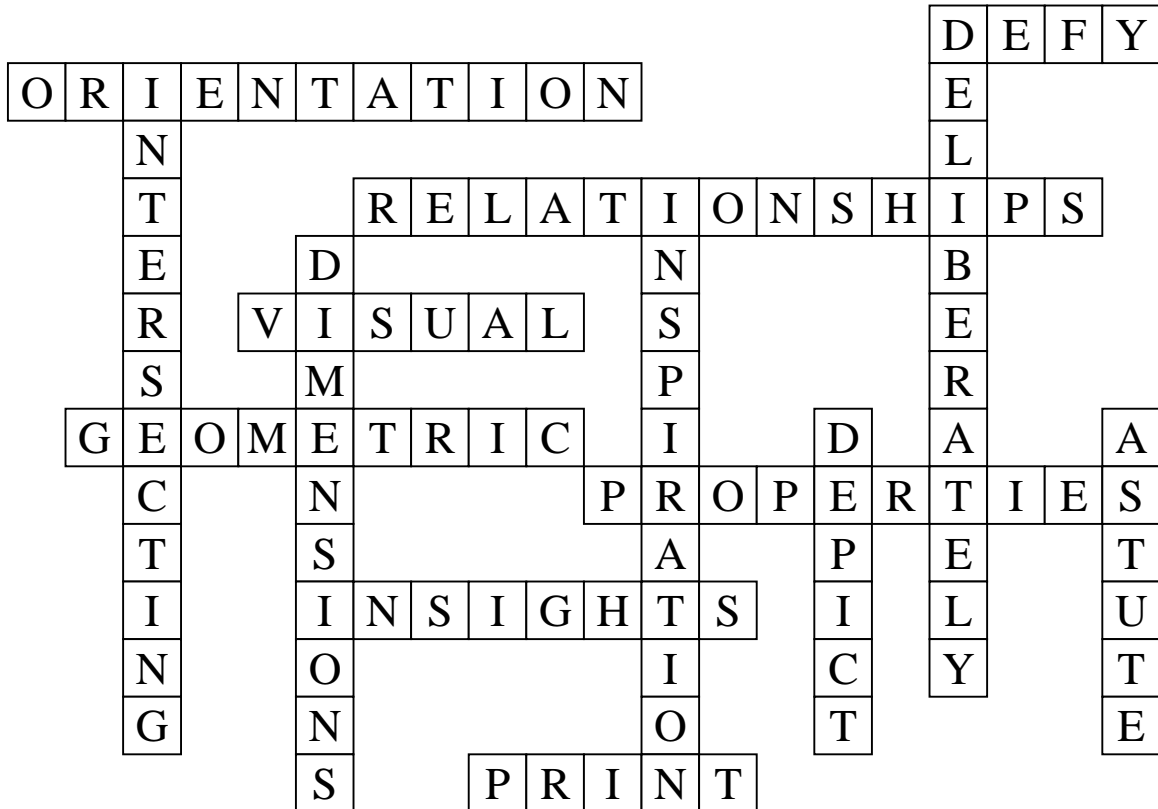 DEFY
ORIENTATION
INTERSECTING
DELIBERATELY
RELATIONSHIPS
INSPIRATION
DIMENSIONS
VISUAL
GEOMETRIC
DEPICT
ASTUTE
PROPERTIES
INSIGHTS
PRINT